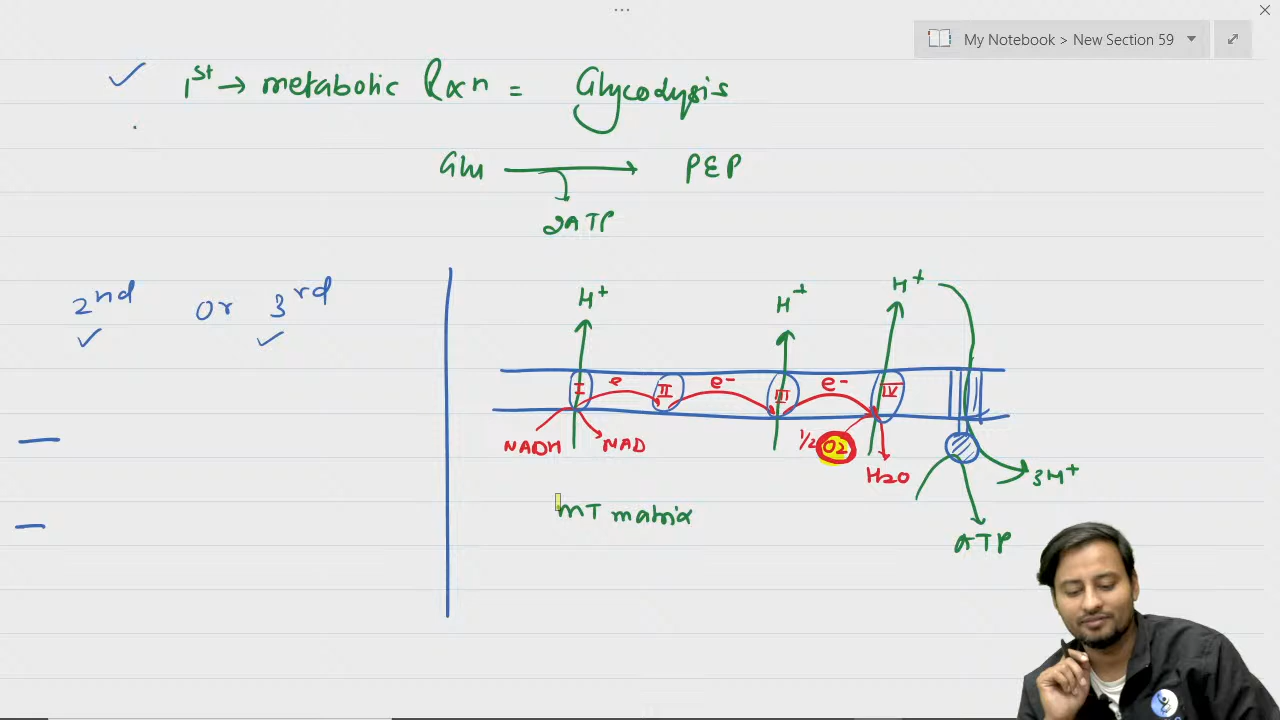 ...
My Notebook > New Section 59
1st → metabolic Rxn = Glycodysis
Glu → PEP
2ATP
2nd or 3rd
H+ H+ H+
I e II e- III e- IV
NADH NAD 1/2 O2
H2O 3H+
MT matrix
ATP